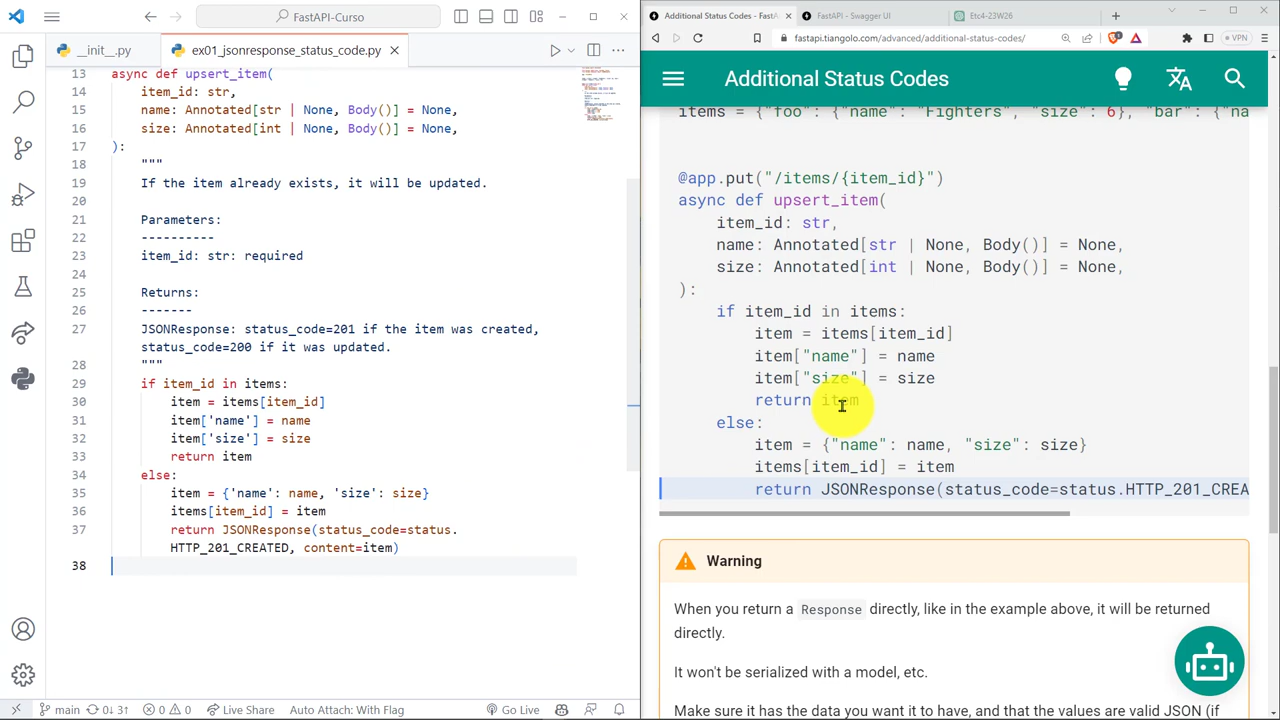 FastAPI-Curso
__init__.py
ex01_jsonresponse_status_code.py
13 async def upsert_item(
14 item_id: str,
15 name: Annotated[str | None, Body()] = None,
16 size: Annotated[int | None, Body()] = None,
17 ):
18 """
19 If the item already exists, it will be updated.
20
21 Parameters:
22 ----------
23 item_id: str: required
24
25 Returns:
26 -------
27 JSONResponse: status_code=201 if the item was created,
status_code=200 if it was updated.
28 """
29 if item_id in items:
30 item = items[item_id]
31 item['name'] = name
32 item['size'] = size
33 return item
34 else:
35 item = {'name': name, 'size': size}
36 items[item_id] = item
37 return JSONResponse(status_code=status.
HTTP_201_CREATED, content=item)
38
main 0↓ 3↑ 0 0 Live Share Auto Attach: With Flag Go Live
Additional Status Codes - FastA
FastAPI - Swagger UI
Etc4-23W26
fastapi.tiangolo.com/advanced/additional-status-codes/
VPN
Additional Status Codes
items = {"foo": {"name": "Fighters", "size": 6}, "bar": {"na
@app.put("/items/{item_id}")
async def upsert_item(
item_id: str,
name: Annotated[str | None, Body()] = None,
size: Annotated[int | None, Body()] = None,
):
if item_id in items:
item = items[item_id]
item["name"] = name
item["size"] = size
return item
else:
item = {"name": name, "size": size}
items[item_id] = item
return JSONResponse(status_code=status.HTTP_201_CREA
Warning
When you return a Response directly, like in the example above, it will be returned
directly.
It won't be serialized with a model, etc.
Make sure it has the data you want it to have, and that the values are valid JSON (if